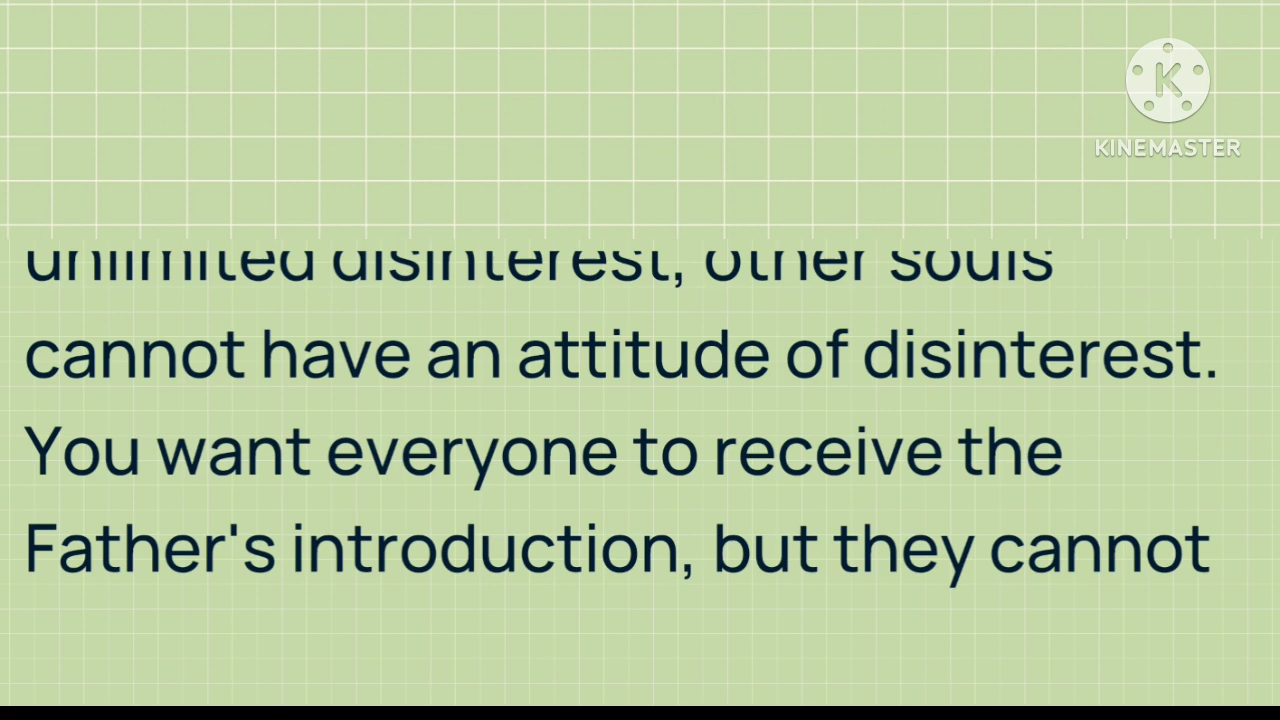 KINEMASTER
unlimited disinterest, other souls
cannot have an attitude of disinterest.
You want everyone to receive the
Father's introduction, but they cannot